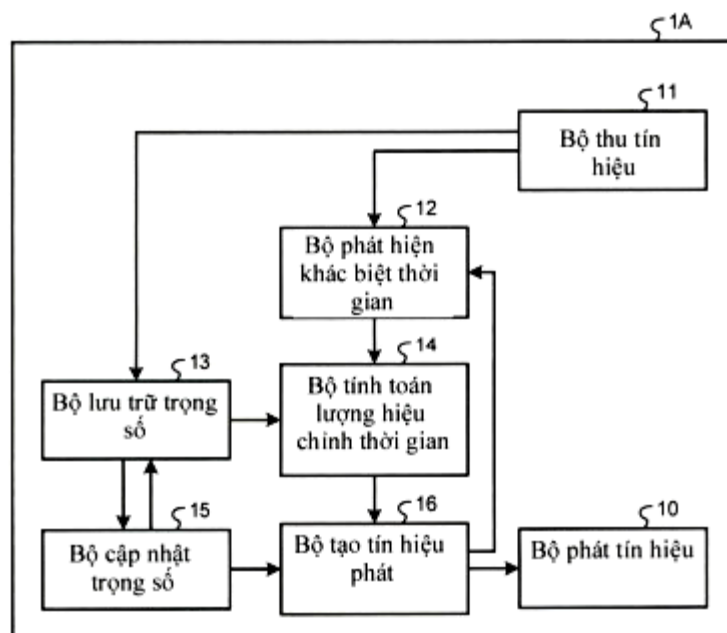 1A
11
Bộ thu tín
hiệu
12
Bộ phát hiện
khác biệt thời
gian
14
Bộ tính toán
lượng hiệu
chỉnh thời gian
13
Bộ lưu trữ trọng
số
15
Bộ cập nhật
trọng số
16
Bộ tạo tín hiệu
phát
10
Bộ phát tín hiệu